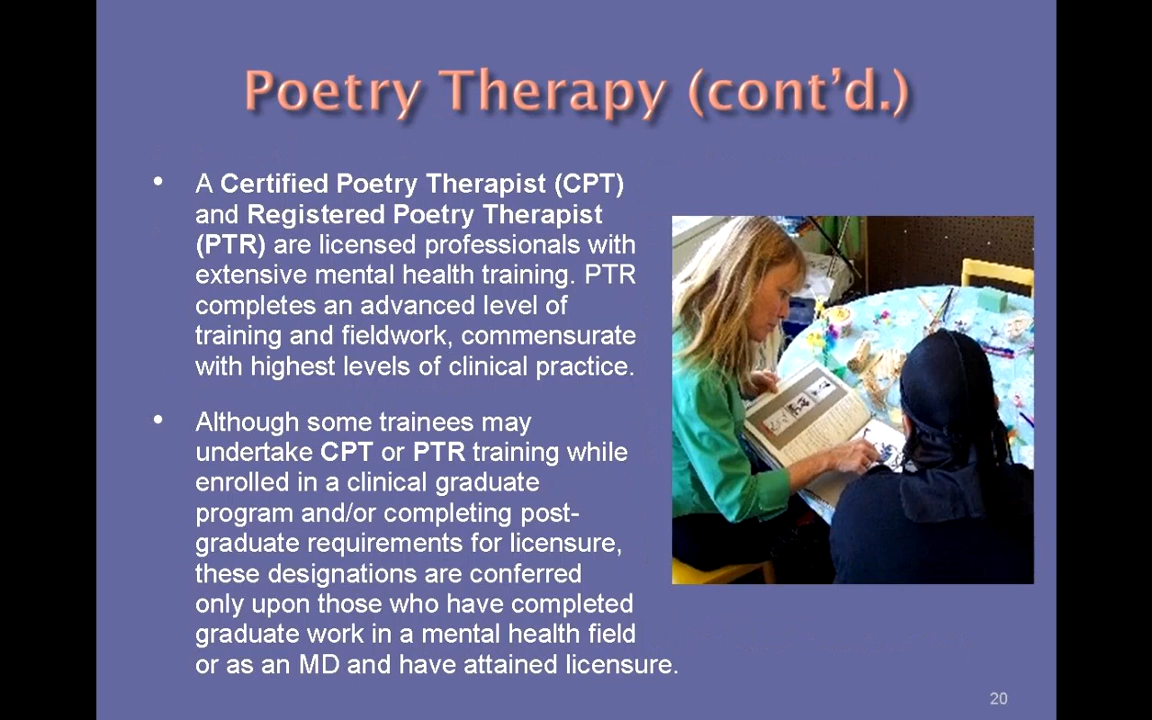 Poetry Therapy (cont’d.)
• A Certified Poetry Therapist (CPT)
and Registered Poetry Therapist
(PTR) are licensed professionals with
extensive mental health training. PTR
completes an advanced level of
training and fieldwork, commensurate
with highest levels of clinical practice.
• Although some trainees may
undertake CPT or PTR training while
enrolled in a clinical graduate
program and/or completing post-
graduate requirements for licensure,
these designations are conferred
only upon those who have completed
graduate work in a mental health field
or as an MD and have attained licensure.
20